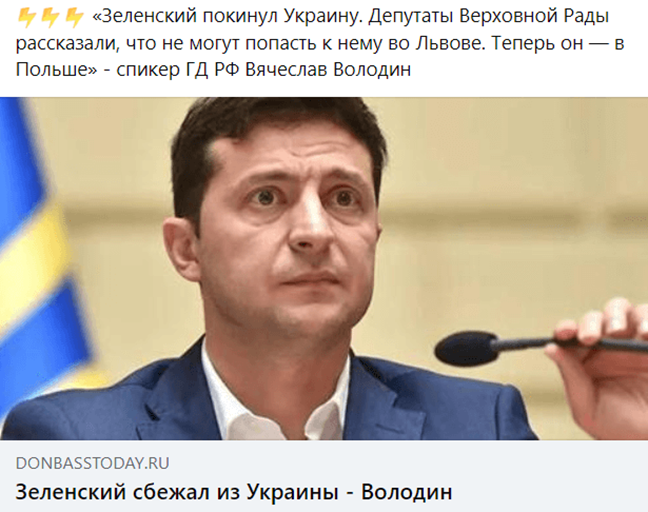 ⚡⚡⚡ «Зеленский покинул Украину. Депутаты Верховной Рады
рассказали, что не могут попасть к нему во Львове. Теперь он — в
Польше» - спикер ГД РФ Вячеслав Володин
DONBASSTODAY.RU
Зеленский сбежал из Украины - Володин